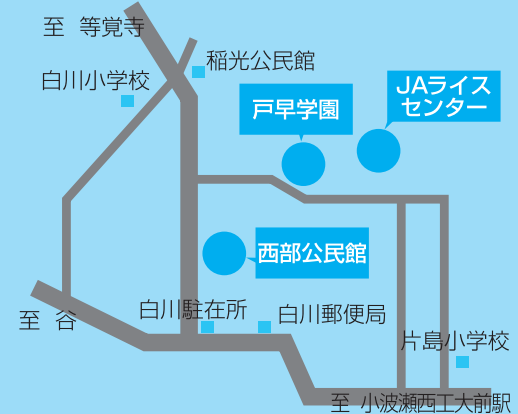 至 等覚寺
稲光公民館
白川小学校
JAライス
センター
戸早学園
西部公民館
白川駐在所
白川郵便局
至 谷
片島小学校
至 小波瀬西工大前駅